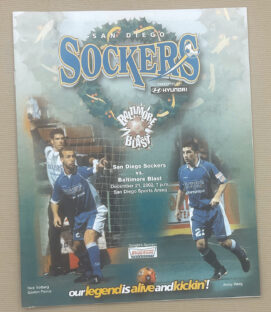 SAN DIEGO
SOCKERS
HYUNDAI
BALTIMORE
BLAST
San Diego Sockers
vs.
Baltimore Blast
December 21, 2002, 7 p.m.
San Diego Sports Arena
our legend is alive and kickin'!